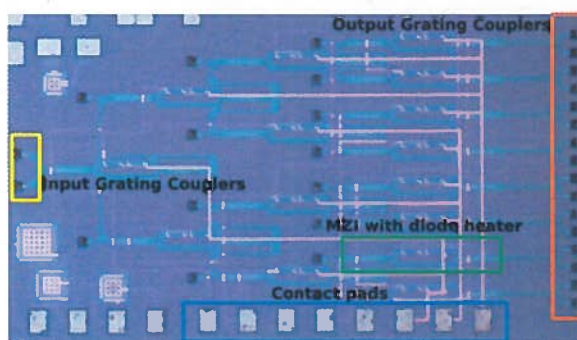 Output Grating Couplers
Input Grating Couplers
MZI with diode heater
Contact pads